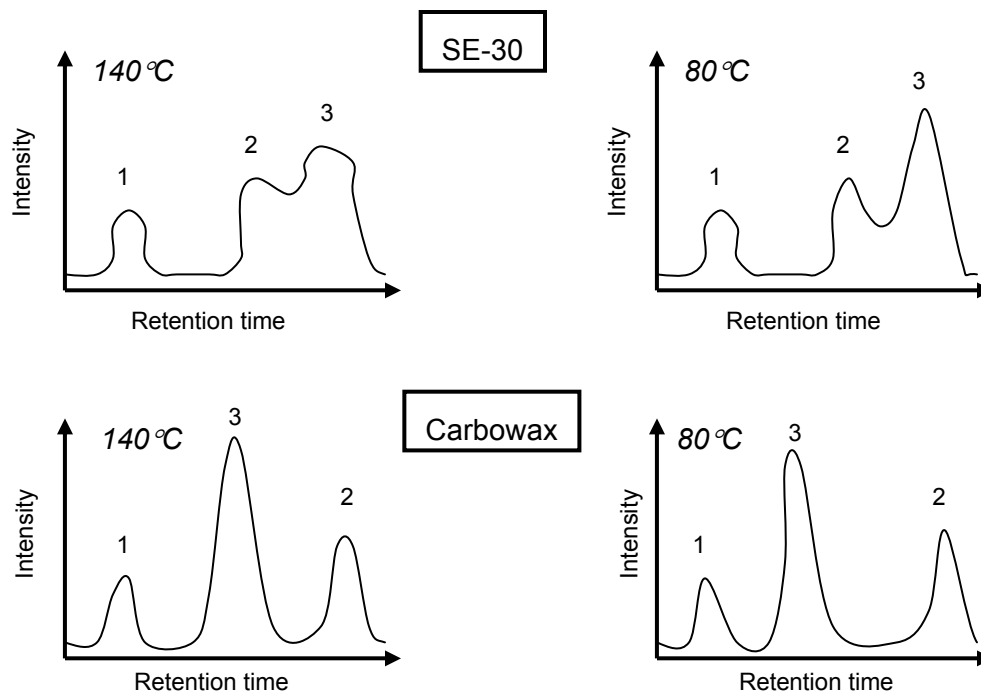 SE-30
140°C
3
2
1
Intensity
Retention time
80°C
3
2
1
Intensity
Retention time
Carbowax
140°C
3
2
1
Intensity
Retention time
80°C
3
2
1
Intensity
Retention time